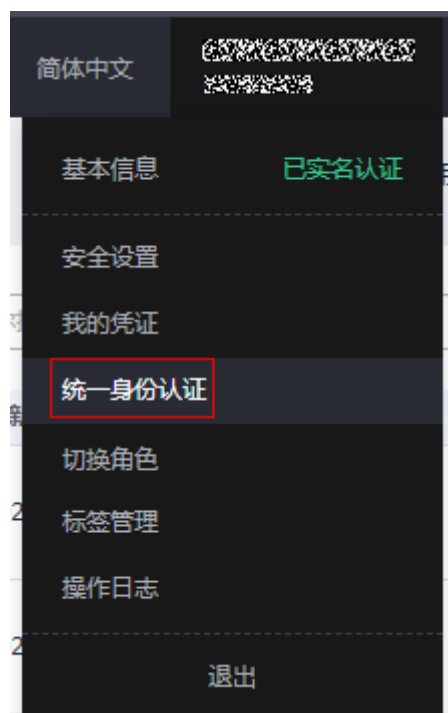 简体中文
基本信息 已实名认证
安全设置
我的凭证
统一身份认证
切换角色
标签管理
操作日志
退出